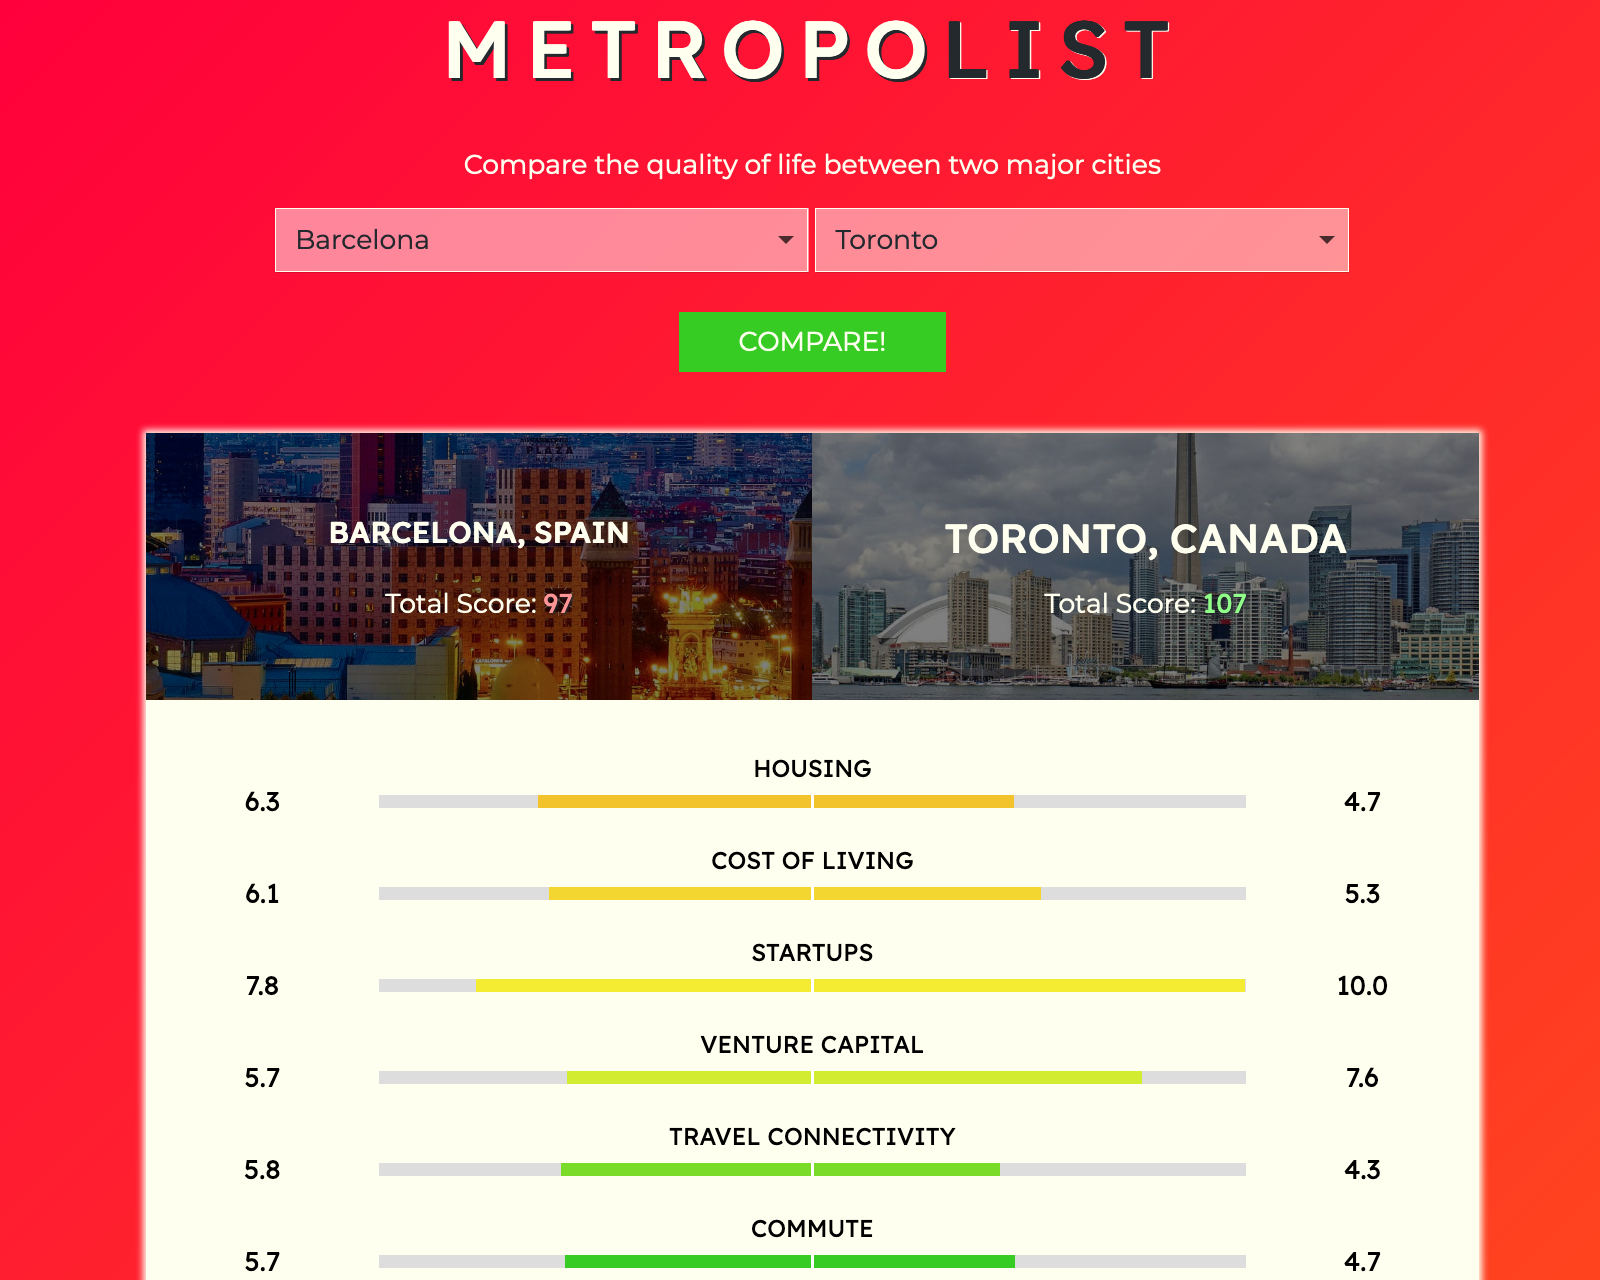 METROPOLIST
Compare the quality of life between two major cities
Barcelona
Toronto
COMPARE!
PLAZA
BARCELONA, SPAIN
Total Score: 97
TORONTO, CANADA
Total Score: 107
HOUSING
6.3
4.7
COST OF LIVING
6.1
5.3
STARTUPS
7.8
10.0
VENTURE CAPITAL
5.7
7.6
TRAVEL CONNECTIVITY
5.8
4.3
COMMUTE
5.7
4.7